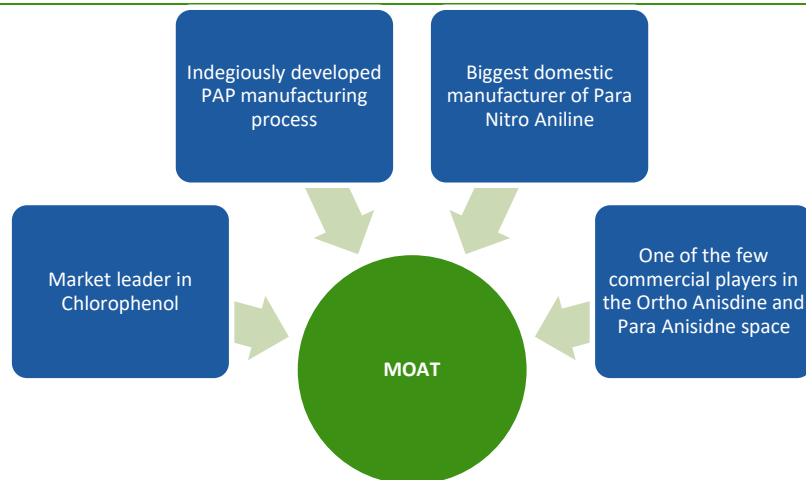 Indegiously developed
PAP manufacturing
process
Biggest domestic
manufacturer of Para
Nitro Aniline
Market leader in
Chlorophenol
One of the few
commercial players in
the Ortho Anisdine and
Para Anisidne space
MOAT